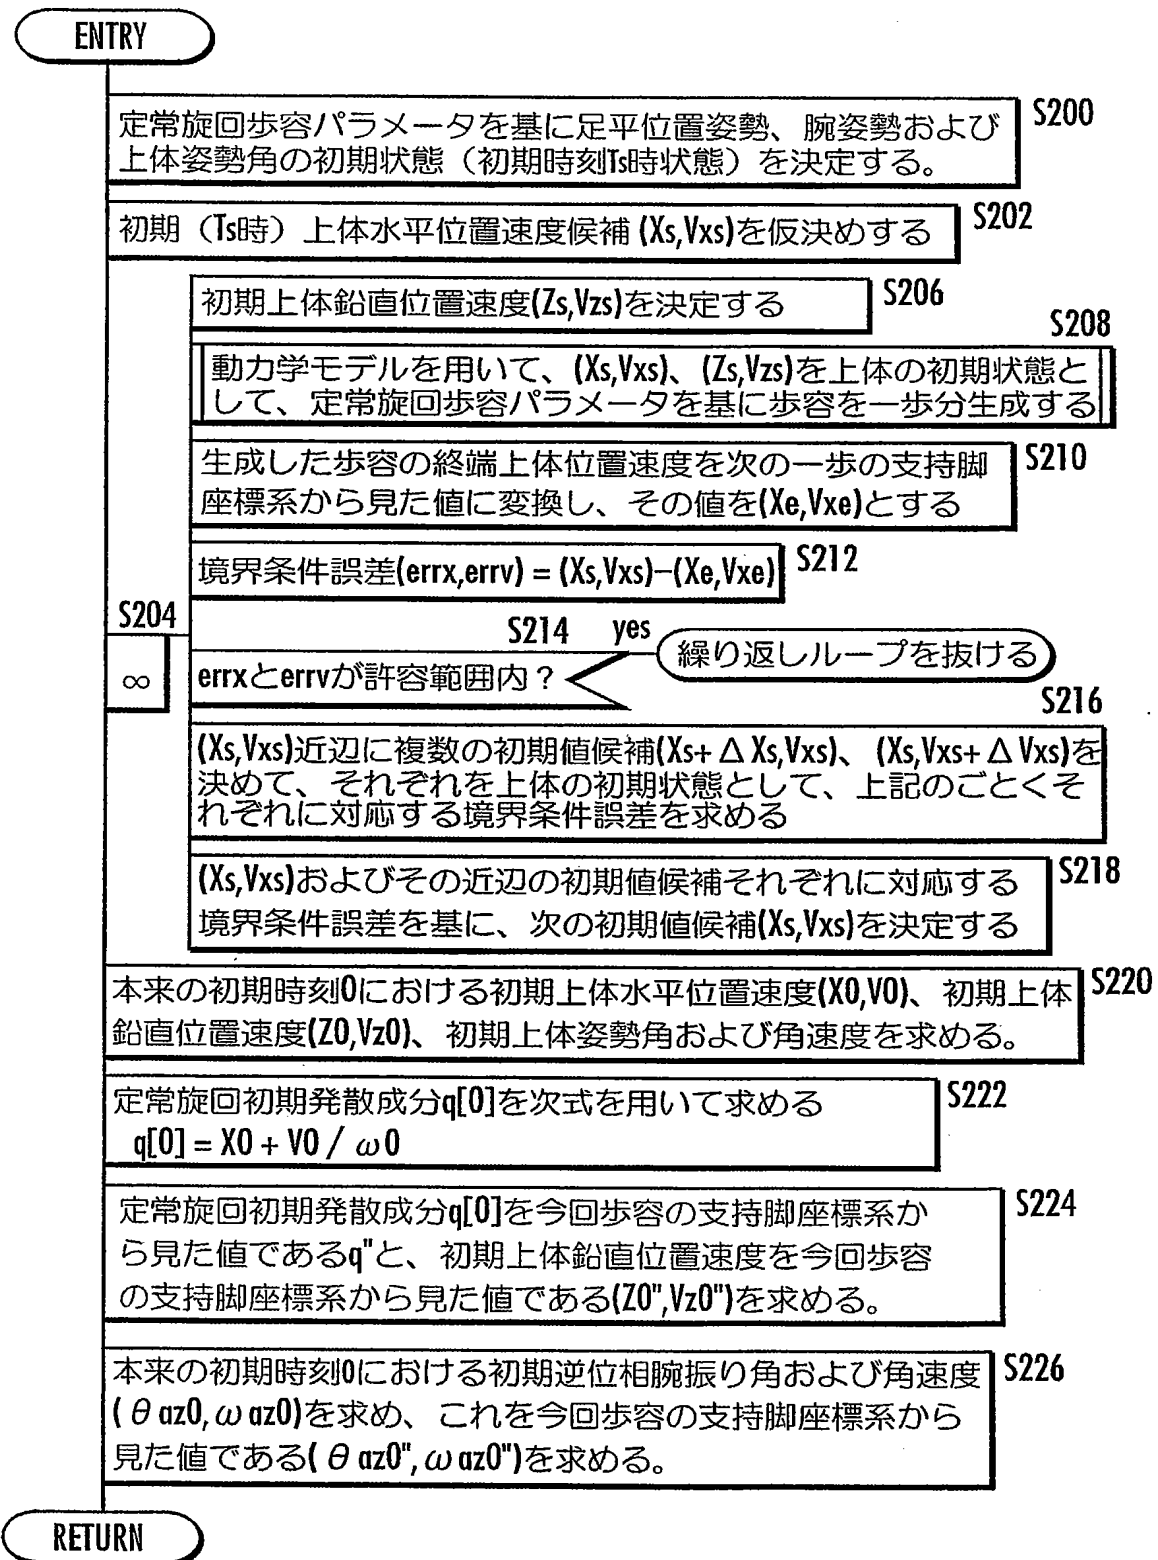 ENTRY
S200
定常旋回歩容パラメータを基に足平位置姿勢、腕姿勢および
上体姿勢角の初期状態（初期時刻Ts時状態）を決定する。
S202
初期（Ts時）上体水平位置速度候補(Xs,Vxs)を仮決めする
S206
初期上体鉛直位置速度(Zs,Vzs)を決定する
S208
動力学モデルを用いて、(Xs,Vxs)、(Zs,Vzs)を上体の初期状態と
して、定常旋回歩容パラメータを基に歩容を一歩分生成する
S210
生成した歩容の終端上体位置速度を次の一歩の支持脚
座標系から見た値に変換し、その値を(Xe,Vxe)とする
S212
境界条件誤差(errx,errv) = (Xs,Vxs)−(Xe,Vxe)
S204
∞
S214 yes
errxとerrvが許容範囲内？
繰り返しループを抜ける
S216
(Xs,Vxs)近辺に複数の初期値候補(Xs+ΔXs,Vxs)、(Xs,Vxs+ΔVxs)を
決めて、それぞれを上体の初期状態として、上記のごとくそ
れぞれに対応する境界条件誤差を求める
S218
(Xs,Vxs)およびその近辺の初期値候補それぞれに対応する
境界条件誤差を基に、次の初期値候補(Xs,Vxs)を決定する
S220
本来の初期時刻0における初期上体水平位置速度(X0,V0)、初期上体
鉛直位置速度(Z0,Vz0)、初期上体姿勢角および角速度を求める。
S222
定常旋回初期発散成分q[0]を次式を用いて求める
q[0] = X0 + V0 / ω0
S224
定常旋回初期発散成分q[0]を今回歩容の支持脚座標系か
ら見た値であるq"と、初期上体鉛直位置速度を今回歩容
の支持脚座標系から見た値である(Z0",Vz0")を求める。
S226
本来の初期時刻0における初期逆位相腕振り角および角速度
(θaz0,ωaz0)を求め、これを今回歩容の支持脚座標系から
見た値である(θaz0",ωaz0")を求める。
RETURN